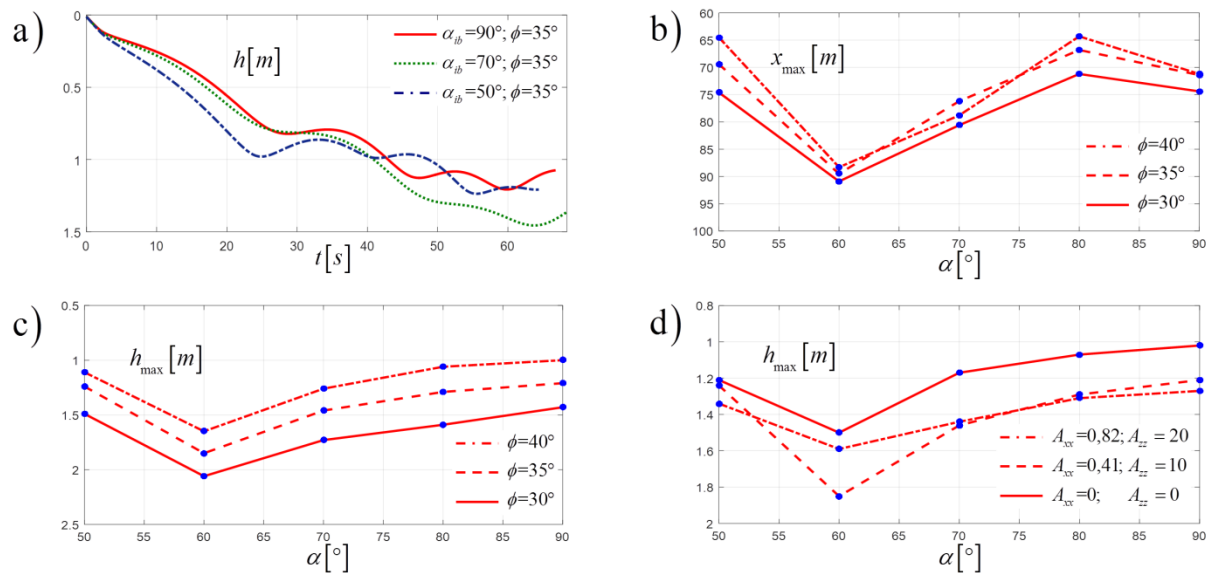 a)
h[m]
α_ib=90°; ϕ=35°
α_ib=70°; ϕ=35°
α_ib=50°; ϕ=35°
0
0.5
1
1.5
0 10 20 30 40 50 60
t[s]
b)
x_max[m]
60
65
70
75
80
85
90
95
100
ϕ=40°
ϕ=35°
ϕ=30°
50 55 60 65 70 75 80 85 90
α[°]
c)
h_max[m]
0.5
1
1.5
2
2.5
ϕ=40°
ϕ=35°
ϕ=30°
50 55 60 65 70 75 80 85 90
α[°]
d)
h_max[m]
0.8
1
1.2
1.4
1.6
1.8
2
A_xx=0,82; A_zz=20
A_xx=0,41; A_zz=10
A_xx=0; A_zz=0
50 55 60 65 70 75 80 85 90
α[°]